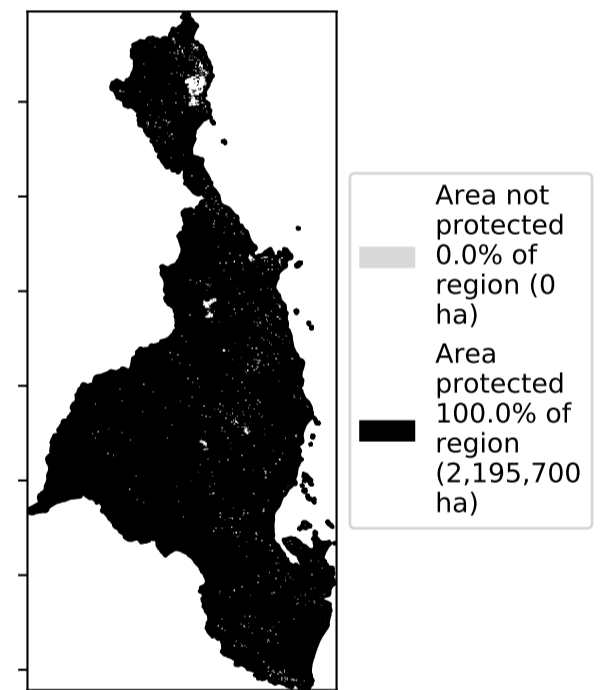 Area not
protected
0.0% of
region (0
ha)
Area
protected
100.0% of
region
(2,195,700
ha)